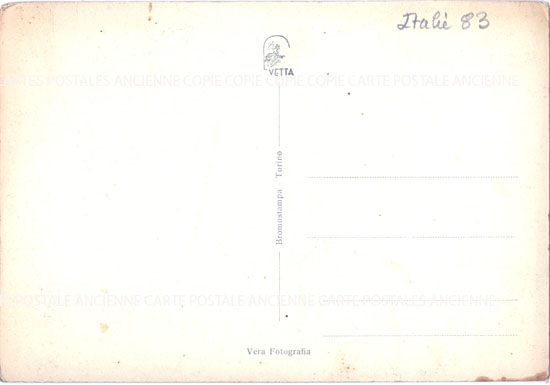 Italie 83
VETTA
CARTES POSTALES ANCIENNE COPIE COPIE COPIE CARTE POSTALES ANCIENNE
Bromostampa Torino
POSTALE ANCIENNE CARTE POSTALE ANCIENNE CARTE POSTALES ANCIENNE
Vera Fotografia